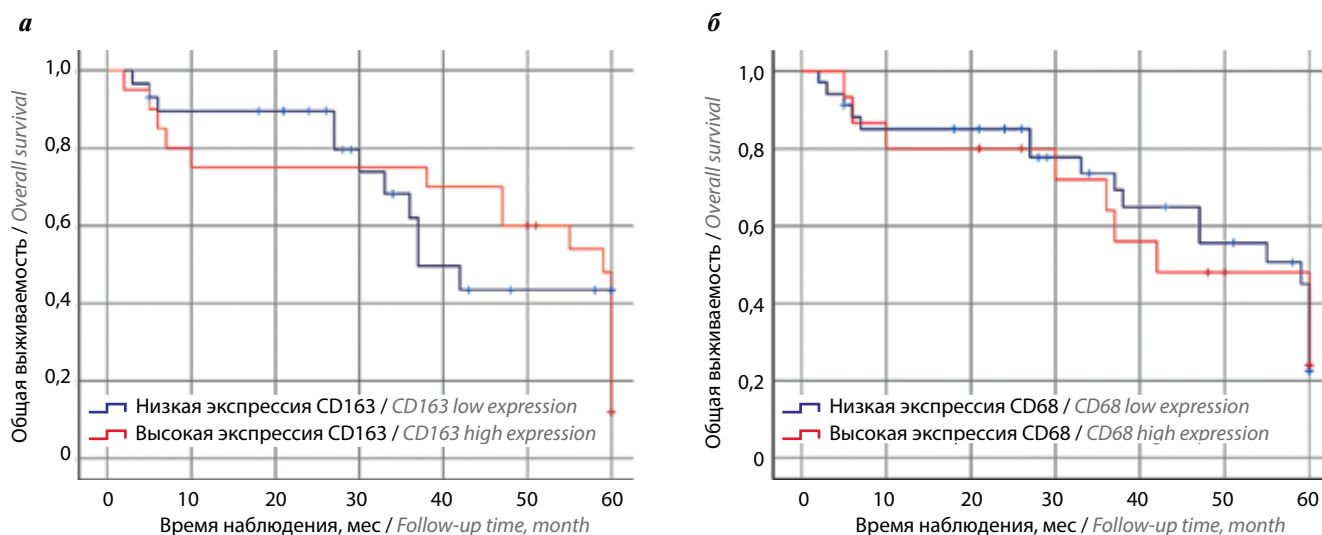 а
Общая выживаемость / Overall survival
1,0
0,8
0,6
0,4
0,2
0
Низкая экспрессия CD163 / CD163 low expression
Высокая экспрессия CD163 / CD163 high expression
0 10 20 30 40 50 60
Время наблюдения, мес / Follow-up time, month
б
Общая выживаемость / Overall survival
1,0
0,8
0,6
0,4
0,2
0
Низкая экспрессия CD68 / CD68 low expression
Высокая экспрессия CD68 / CD68 high expression
0 10 20 30 40 50 60
Время наблюдения, мес / Follow-up time, month